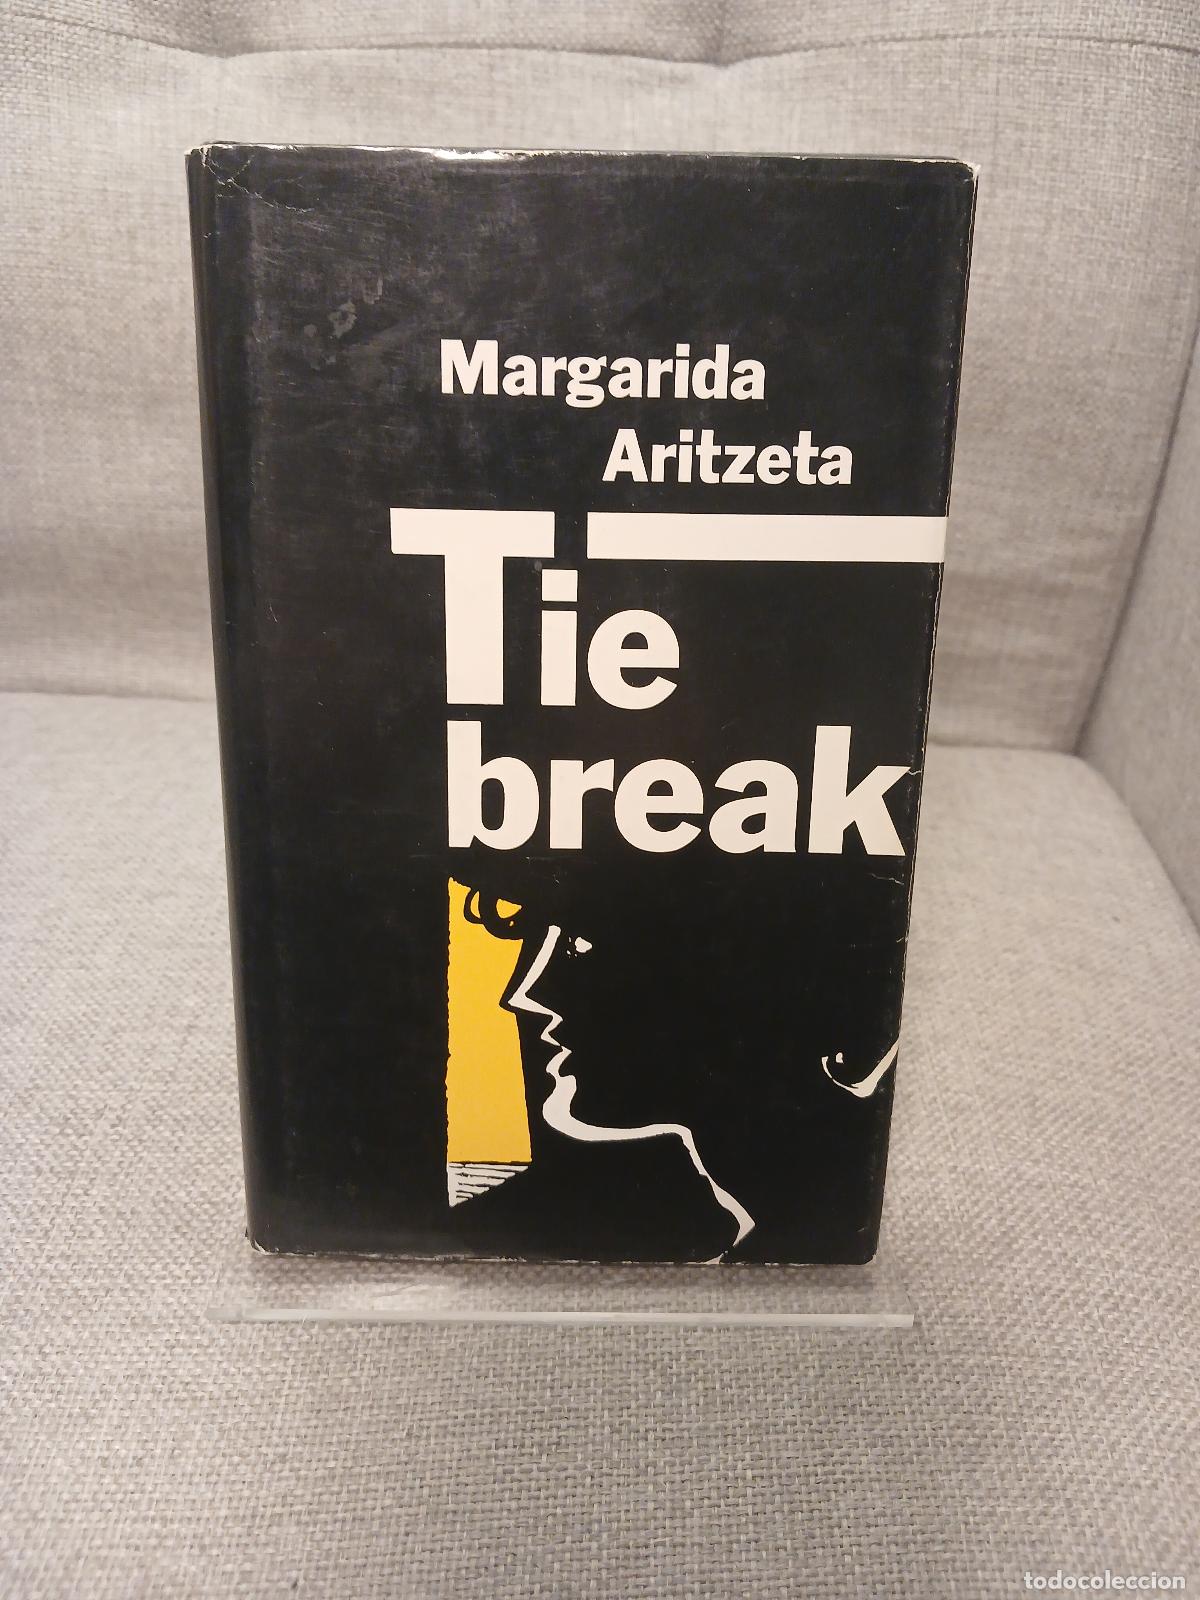 Margarida
Aritzeta
Tie
break
todocoleccion